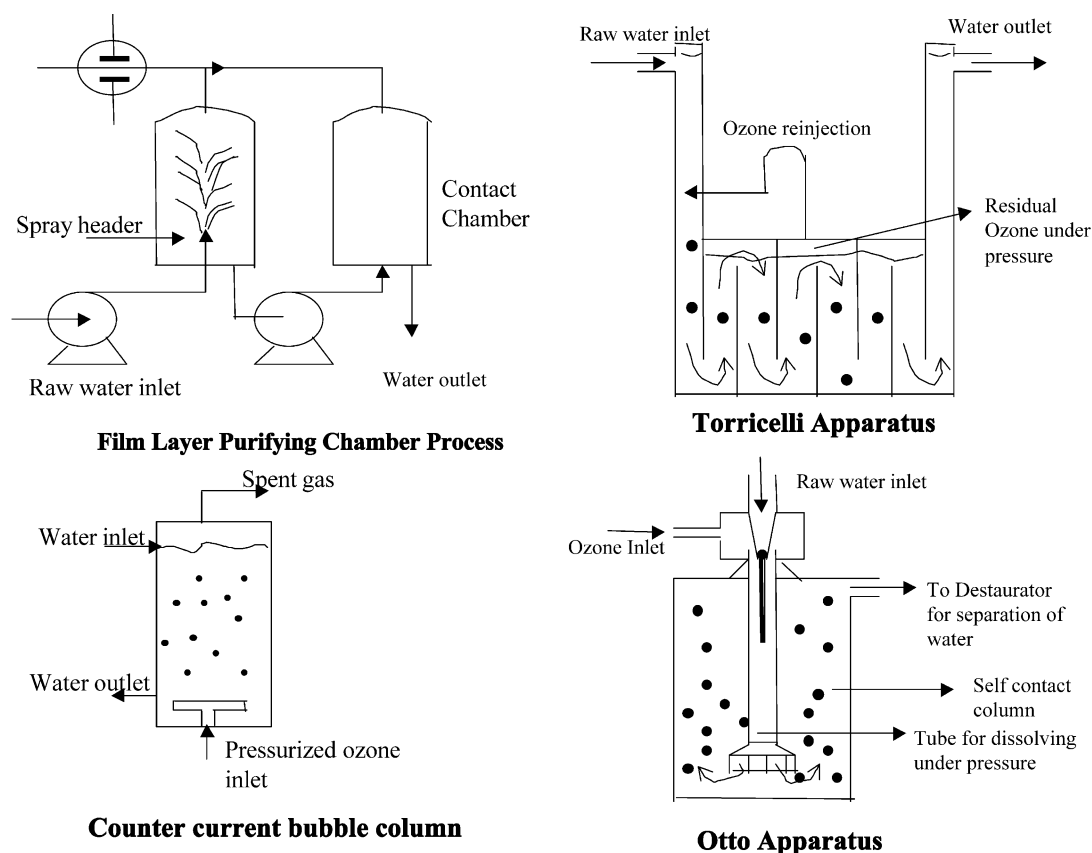 Spray header
Contact
Chamber
Raw water inlet
Water outlet
Film Layer Purifying Chamber Process
Raw water inlet
Water outlet
Ozone reinjection
Residual
Ozone under
pressure
Torricelli Apparatus
Spent gas
Water inlet
Water outlet
Pressurized ozone
inlet
Counter current bubble column
Raw water inlet
Ozone Inlet
To Destaurator
for separation of
water
Self contact
column
Tube for dissolving
under pressure
Otto Apparatus